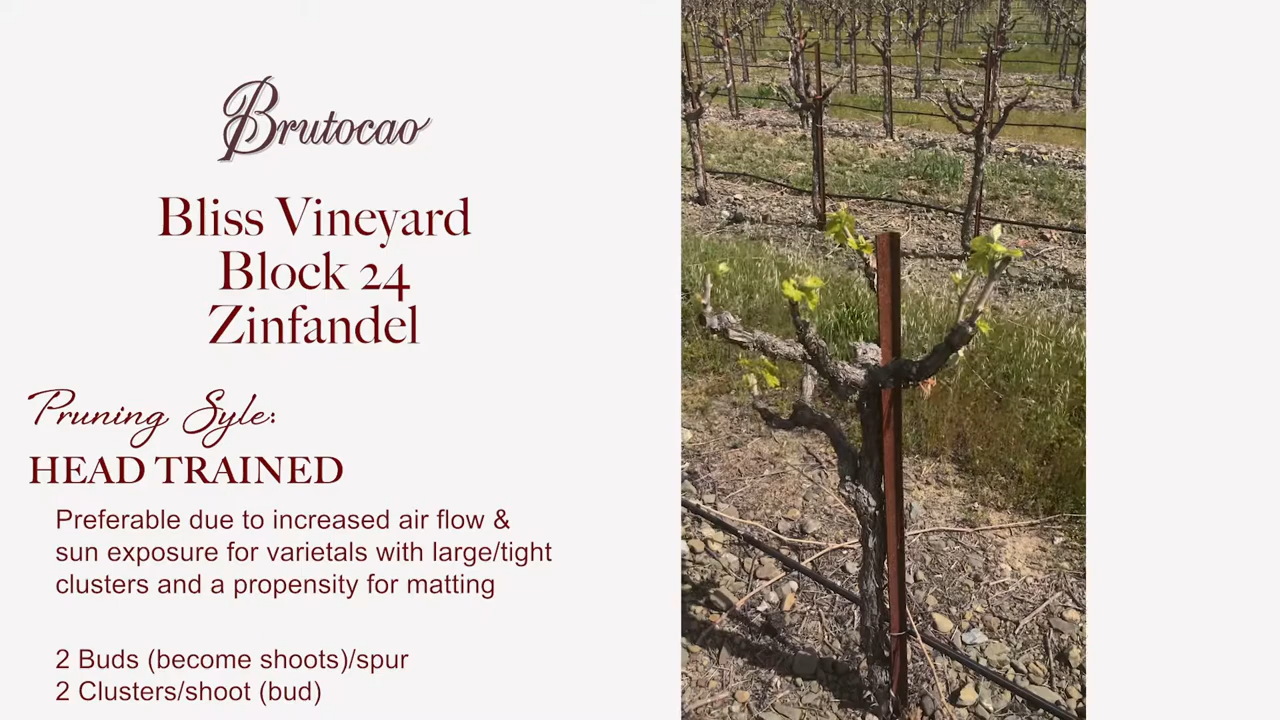 Brutocao
Bliss Vineyard
Block 24
Zinfandel
Pruning Syle:
HEAD TRAINED
Preferable due to increased air flow &
sun exposure for varietals with large/tight
clusters and a propensity for matting
2 Buds (become shoots)/spur
2 Clusters/shoot (bud)